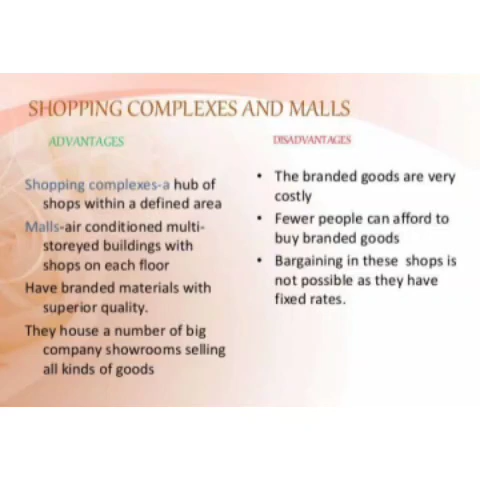 SHOPPING COMPLEXES AND MALLS
ADVANTAGES
Shopping complexes-a hub of
shops within a defined area
Malls-air conditioned multi-
storeyed buildings with
shops on each floor
Have branded materials with
superior quality.
They house a number of big
company showrooms selling
all kinds of goods
DISADVANTAGES
• The branded goods are very
costly
• Fewer people can afford to
buy branded goods
• Bargaining in these shops is
not possible as they have
fixed rates.